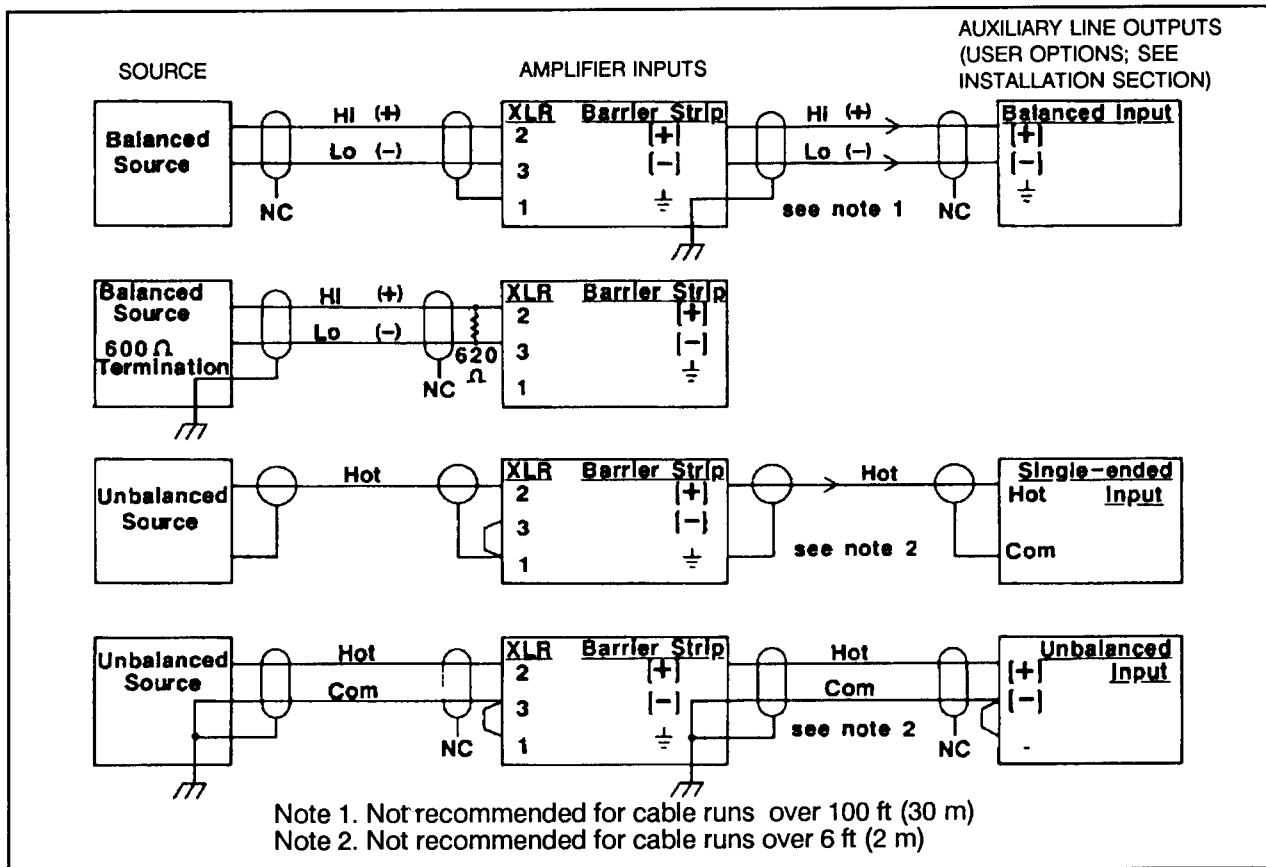 SOURCE
AMPLIFIER INPUTS
AUXILIARY LINE OUTPUTS
(USER OPTIONS; SEE
INSTALLATION SECTION)
Balanced
Source
Hi (+)
Lo (-)
NC
XLR Barrier Strip
2 [+]
3 [-]
1
Hi (+)
Lo (-)
see note 1
NC
Balanced Input
[+]
[-]
Balanced
Source
600 Ω
Termination
Hi (+)
Lo (-)
NC
620
Ω
XLR Barrier Strip
2 [+]
3 [-]
1
Unbalanced
Source
Hot
XLR Barrier Strip
2 [+]
3 [-]
1
Hot
see note 2
Single-ended
Hot Input
Com
Unbalanced
Source
Hot
Com
NC
XLR Barrier Strip
2 [+]
3 [-]
1
Hot
Com
see note 2
NC
Unbalanced
[+] Input
[-]
-
Note 1. Not recommended for cable runs over 100 ft (30 m)
Note 2. Not recommended for cable runs over 6 ft (2 m)